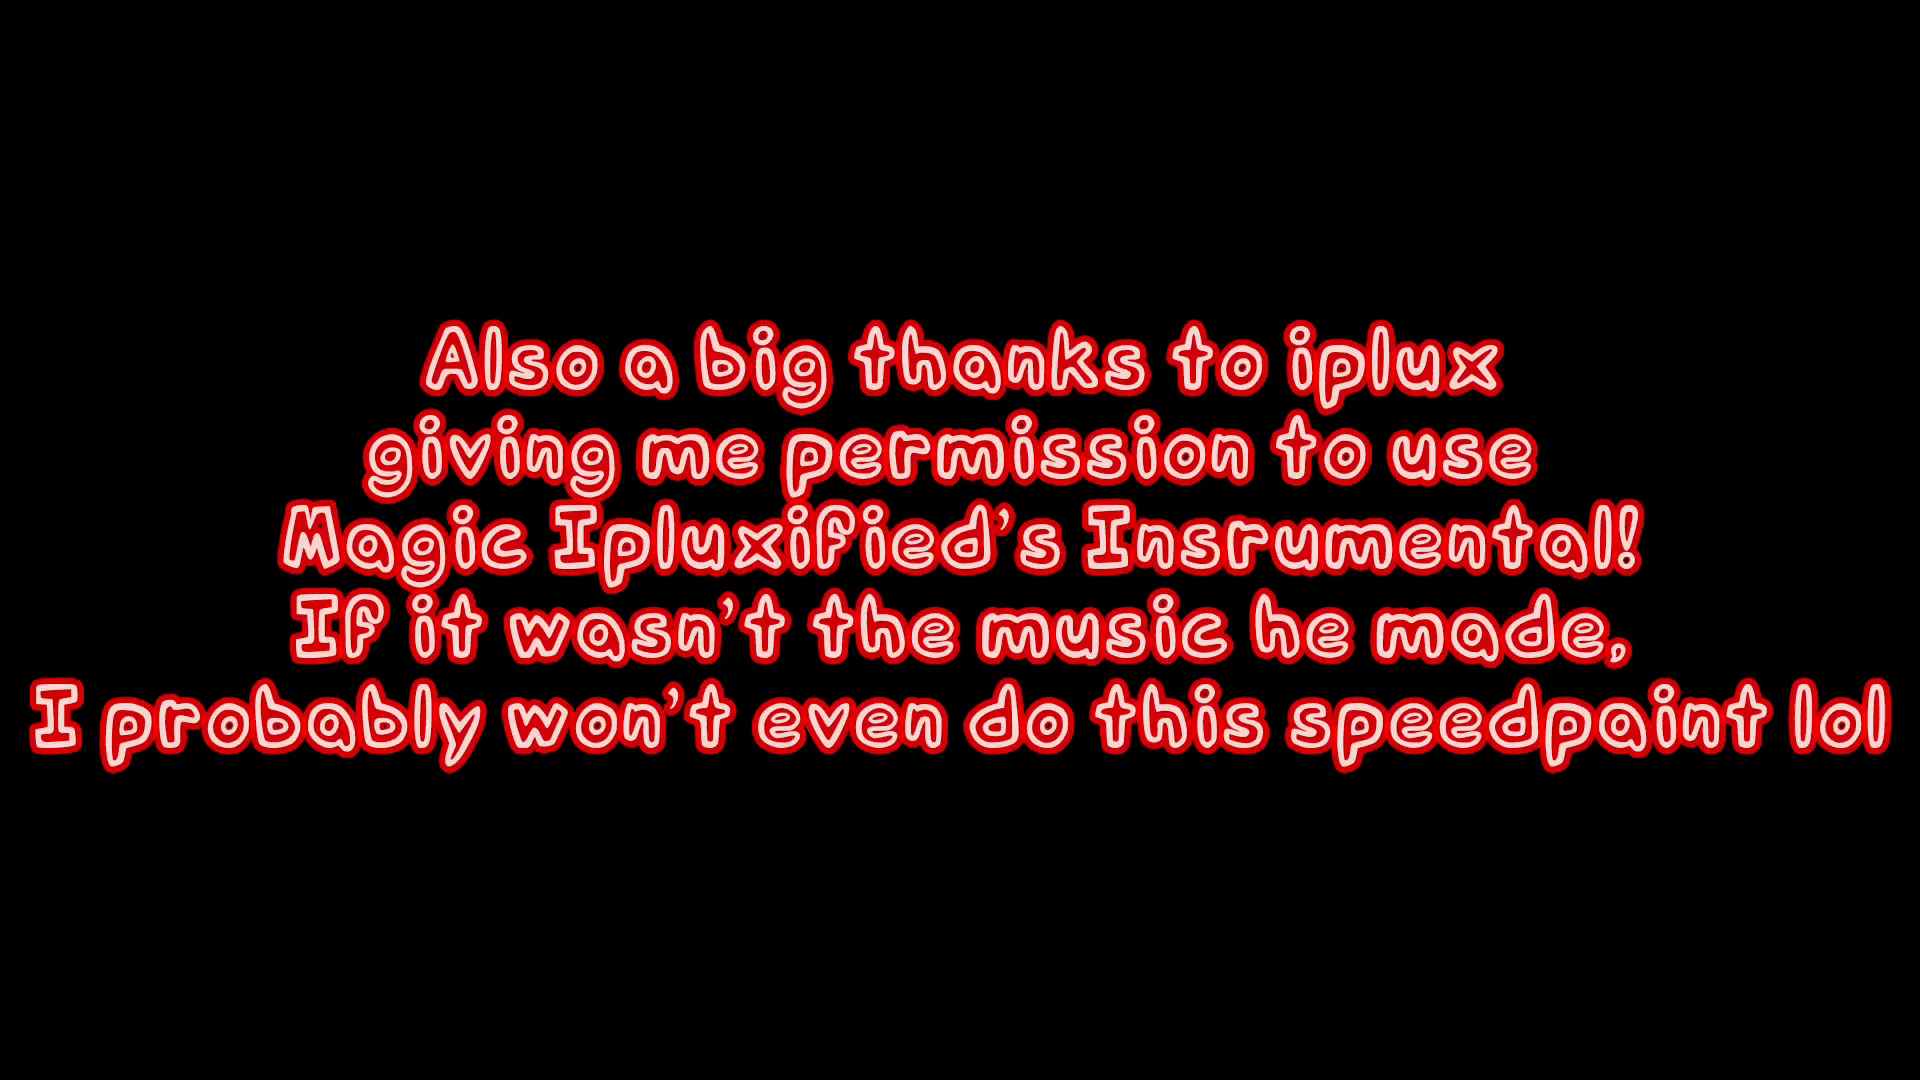 Also a big thanks to iplux
giving me permission to use
Magic Ipluxified's Insrumental!
If it wasn't the music he made,
I probably won't even do this speedpaint lol